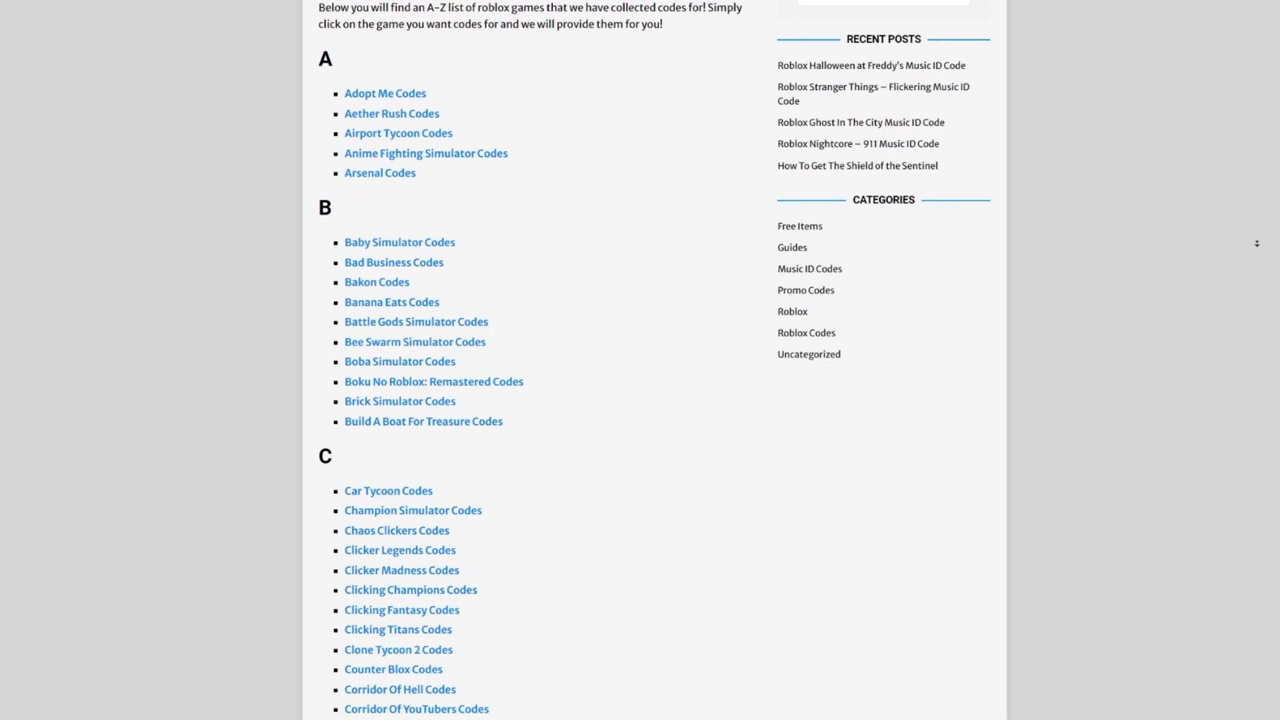 Below you will find an A-Z list of roblox games that we have collected codes for! Simply
click on the game you want codes for and we will provide them for you!
A
Adopt Me Codes
Aether Rush Codes
Airport Tycoon Codes
Anime Fighting Simulator Codes
Arsenal Codes
B
Baby Simulator Codes
Bad Business Codes
Bakon Codes
Banana Eats Codes
Battle Gods Simulator Codes
Bee Swarm Simulator Codes
Boba Simulator Codes
Boku No Roblox: Remastered Codes
Brick Simulator Codes
Build A Boat For Treasure Codes
C
Car Tycoon Codes
Champion Simulator Codes
Chaos Clickers Codes
Clicker Legends Codes
Clicker Madness Codes
Clicking Champions Codes
Clicking Fantasy Codes
Clicking Titans Codes
Clone Tycoon 2 Codes
Counter Blox Codes
Corridor Of Hell Codes
Corridor Of YouTubers Codes
RECENT POSTS
Roblox Halloween at Freddy's Music ID Code
Roblox Stranger Things – Flickering Music ID
Code
Roblox Ghost In The City Music ID Code
Roblox Nightcore – 911 Music ID Code
How To Get The Shield of the Sentinel
CATEGORIES
Free Items
Guides
Music ID Codes
Promo Codes
Roblox
Roblox Codes
Uncategorized